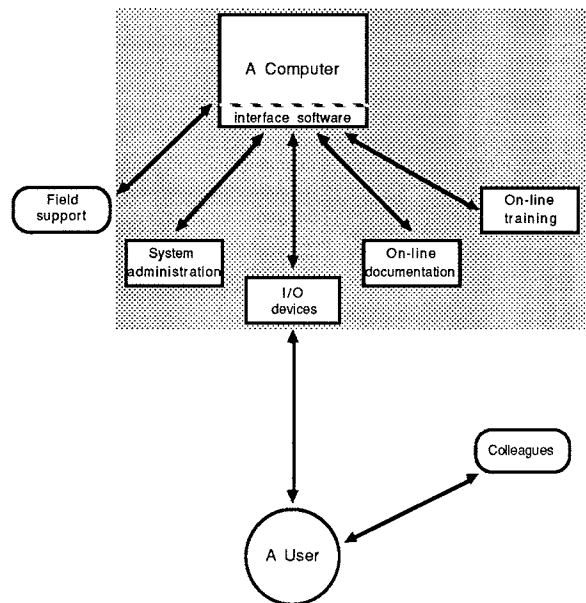 A Computer
interface software
Field
support
On-line
training
System
administration
On-line
documentation
I/O
devices
Colleagues
A User